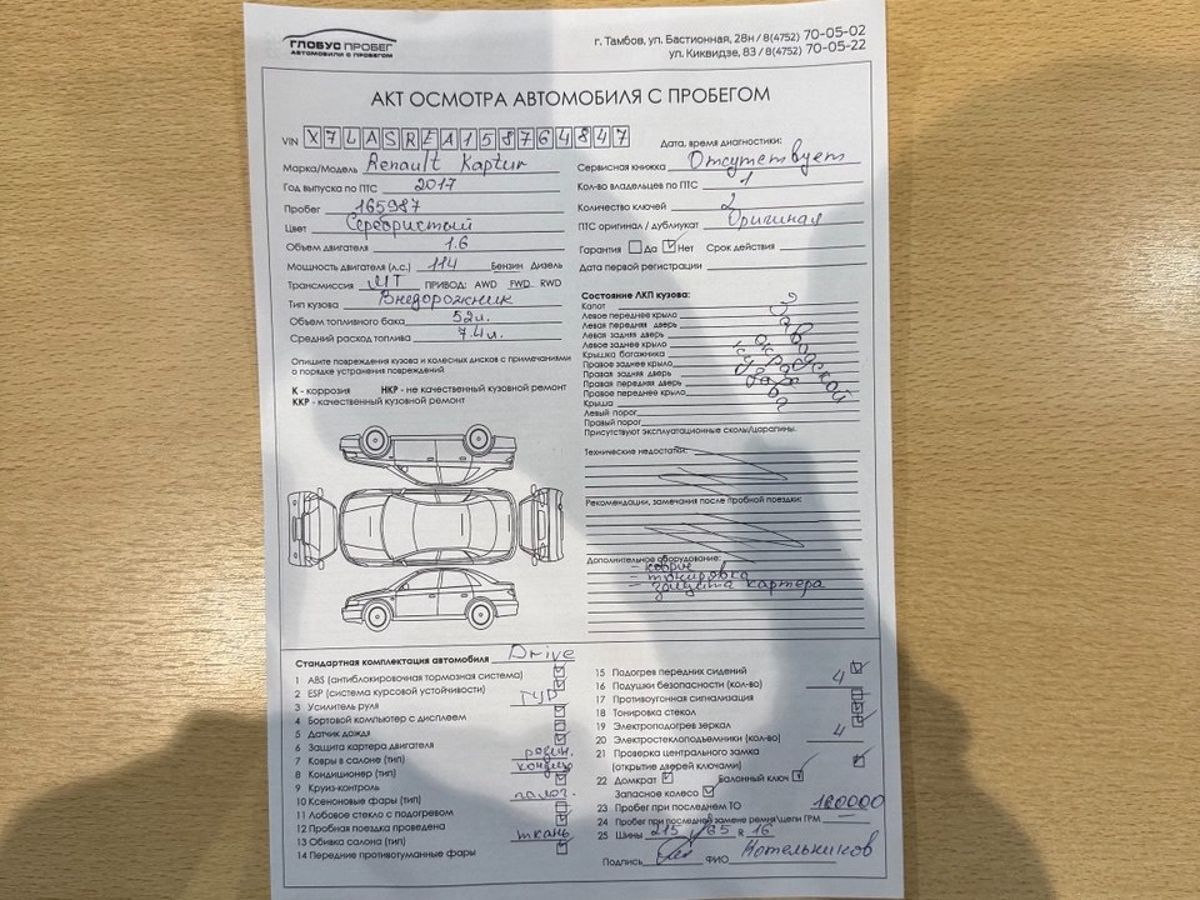 ГЛОБУС ПРОБЕГ
АВТОМОБИЛИ С ПРОБЕГОМ
г. Тамбов, ул. Бастионная, 28н / 8(4752) 70-05-02
ул. Киквидзе, 83 / 8(4752) 70-05-22
АКТ ОСМОТРА АВТОМОБИЛЯ С ПРОБЕГОМ
VIN X7LASREA158764847
Марка/Модель Renault Kaptur
Год выпуска по ПТС 2017
Пробег 165987
Цвет Серебристый
Объем двигателя 1.6
Мощность двигателя (л.с.) 114 Бензин Дизель
Трансмиссия МТ ПРИВОД: AWD FWD RWD
Тип кузова Внедорожник
Объем топливного бака 52л.
Средний расход топлива 7.4л.
Опишите повреждения кузова и колесных дисков с примечаниями
о порядке устранения повреждений
К - коррозия НКР - не качественный кузовной ремонт
ККР - качественный кузовной ремонт
Дата, время диагностики:
Сервисная книжка Отсутствует
Кол-во владельцев по ПТС 1
Количество ключей 2
ПТС оригинал / дубликат Оригинал
Гарантия Да Нет Срок действия
Дата первой регистрации
Состояние ЛКП кузова:
Капот
Левое переднее крыло
Левая передняя дверь
Левая задняя дверь
Левое заднее крыло
Крышка багажника
Правое заднее крыло
Правая задняя дверь
Правая передняя дверь
Правое переднее крыло
Крыша
Левый порог
Правый порог
В заводской
окрасе
кузова
Присутствуют эксплуатационные сколы/царапины.
Технические недостатки:
Рекомендации, замечания после пробной поездки:
Дополнительное оборудование:
- коврик
- тонировка
- защита картера
Стандартная комплектация автомобиля Drive
1 ABS (антиблокировочная тормозная система)
2 ESP (система курсовой устойчивости)
3 Усилитель руля ГУР
4 Бортовой компьютер с дисплеем
5 Датчик дождя
6 Защита картера двигателя
7 Ковры в салоне (тип) резин.
8 Кондиционер (тип) кондиц
9 Круиз-контроль
10 Ксеноновые фары (тип) галог.
11 Лобовое стекло с подогревом
12 Пробная поездка проведена
13 Обивка салона (тип) ткань
14 Передние противотуманные фары
15 Подогрев передних сидений
16 Подушки безопасности (кол-во) 4
17 Противоугонная сигнализация
18 Тонировка стекол
19 Электроподогрев зеркал
20 Электростеклоподъемники (кол-во) 4
21 Проверка центрального замка
(открытие дверей ключами)
22 Домкрат Балонный ключ
Запасное колесо
23 Пробег при последнем ТО 160000
24 Пробег при последней замене ремня/цепи ГРМ —
25 Шины 215 / 65 R 16
Подпись ФИО Котельников